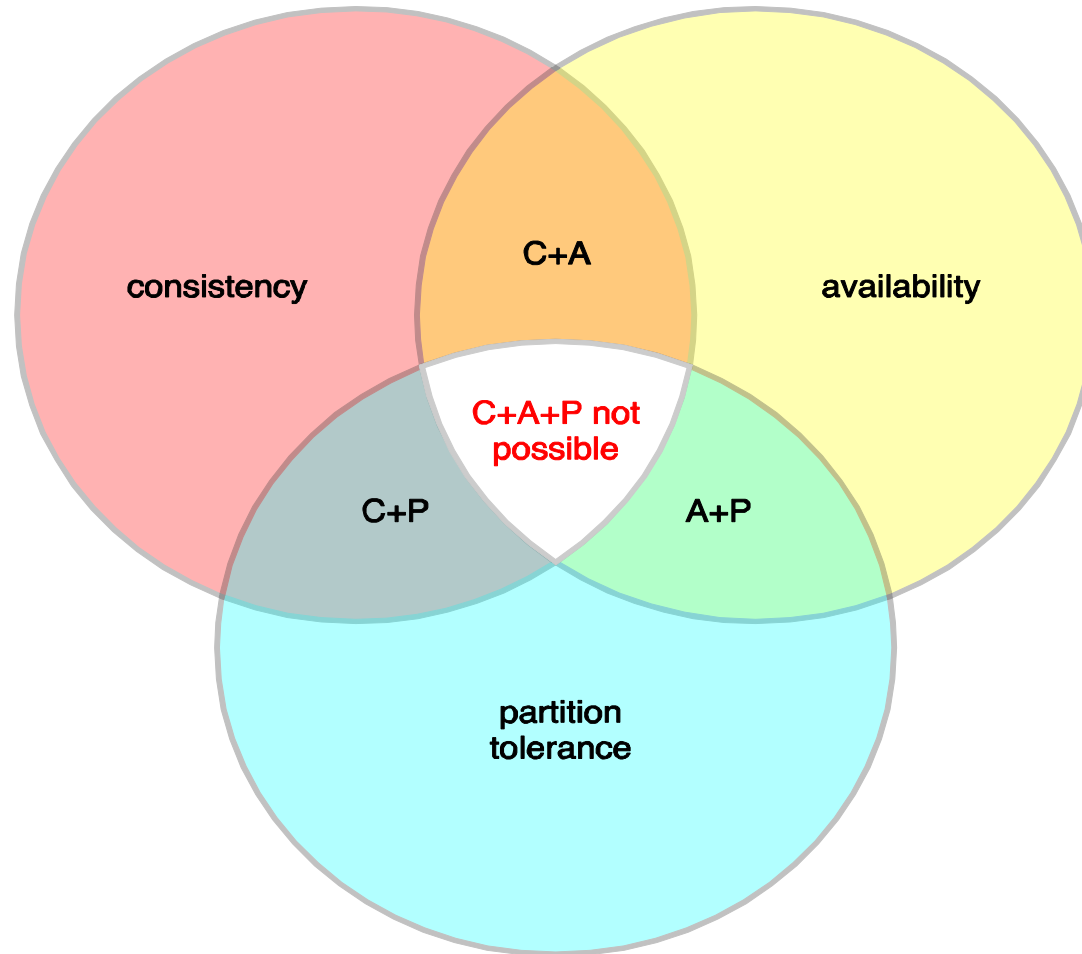 C+A
consistency
availability
C+A+P not
possible
C+P
A+P
partition
tolerance